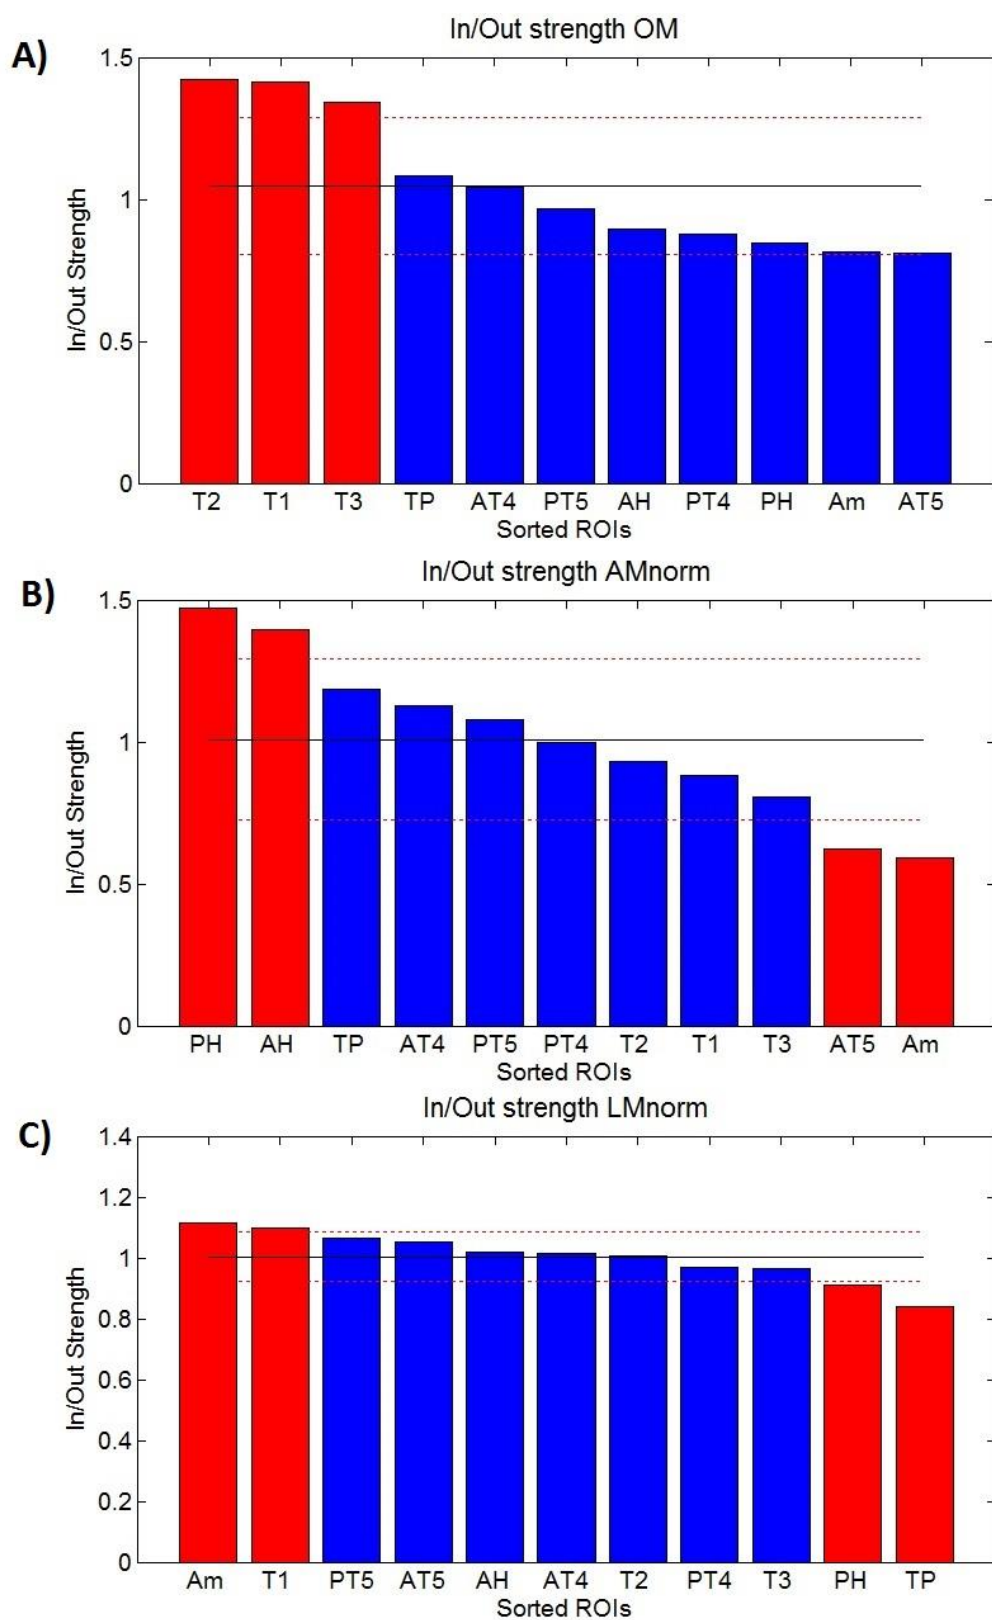 A)
In/Out strength OM
In/Out Strength
1.5
1
0.5
0
T2 T1 T3 TP AT4 PT5 AH PT4 PH Am AT5
Sorted ROIs
B)
In/Out strength AMnorm
In/Out Strength
1.5
1
0.5
0
PH AH TP AT4 PT5 PT4 T2 T1 T3 AT5 Am
Sorted ROIs
C)
In/Out strength LMnorm
In/Out Strength
1.4
1.2
1
0.8
0.6
0.4
0.2
0
Am T1 PT5 AT5 AH AT4 T2 PT4 T3 PH TP
Sorted ROIs